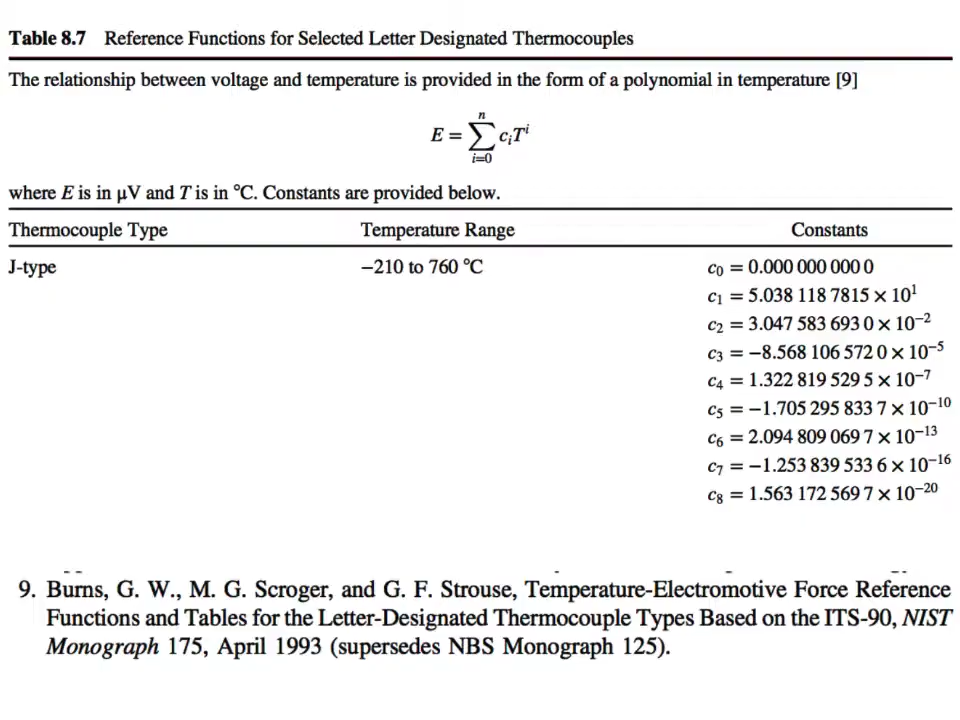 Table 8.7 Reference Functions for Selected Letter Designated Thermocouples
The relationship between voltage and temperature is provided in the form of a polynomial in temperature [9]
n
E = ∑ cᵢTⁱ
i=0
where E is in μV and T is in °C. Constants are provided below.
Thermocouple Type Temperature Range Constants
J-type −210 to 760 °C c₀ = 0.000 000 000 0
c₁ = 5.038 118 7815 × 10¹
c₂ = 3.047 583 693 0 × 10⁻²
c₃ = −8.568 106 572 0 × 10⁻⁵
c₄ = 1.322 819 529 5 × 10⁻⁷
c₅ = −1.705 295 833 7 × 10⁻¹⁰
c₆ = 2.094 809 069 7 × 10⁻¹³
c₇ = −1.253 839 533 6 × 10⁻¹⁶
c₈ = 1.563 172 569 7 × 10⁻²⁰
9. Burns, G. W., M. G. Scroger, and G. F. Strouse, Temperature-Electromotive Force Reference
Functions and Tables for the Letter-Designated Thermocouple Types Based on the ITS-90, NIST
Monograph 175, April 1993 (supersedes NBS Monograph 125).